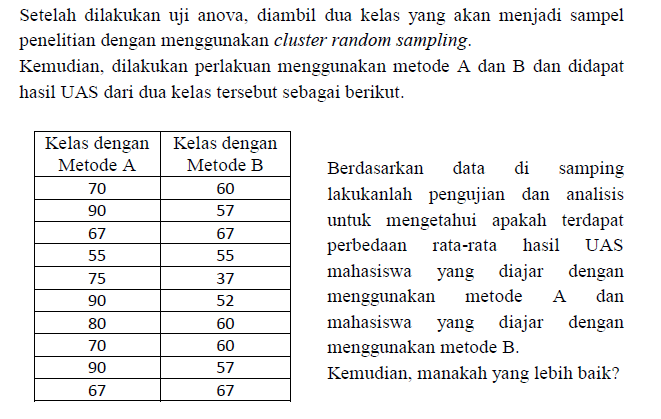 Setelah dilakukan uji anova, diambil dua kelas yang akan menjadi sampel
penelitian dengan menggunakan cluster random sampling.
Kemudian, dilakukan perlakuan menggunakan metode A dan B dan didapat
hasil UAS dari dua kelas tersebut sebagai berikut.
Kelas dengan Metode A | Kelas dengan Metode B
70 | 60
90 | 57
67 | 67
55 | 55
75 | 37
90 | 52
80 | 60
70 | 60
90 | 57
67 | 67
Berdasarkan data di samping
lakukanlah pengujian dan analisis
untuk mengetahui apakah terdapat
perbedaan rata-rata hasil UAS
mahasiswa yang diajar dengan
menggunakan metode A dan
mahasiswa yang diajar dengan
menggunakan metode B.
Kemudian, manakah yang lebih baik?